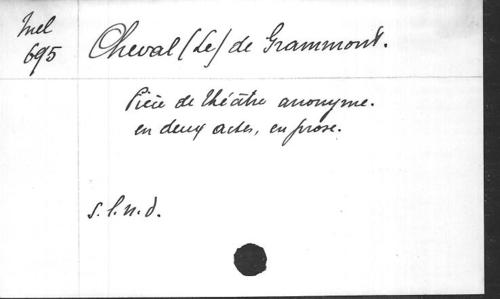 Mel
695
Cheval (Le) de Grammont.
Pièce de théâtre anonyme.
en deux actes, en prose.
s. l. n. d.